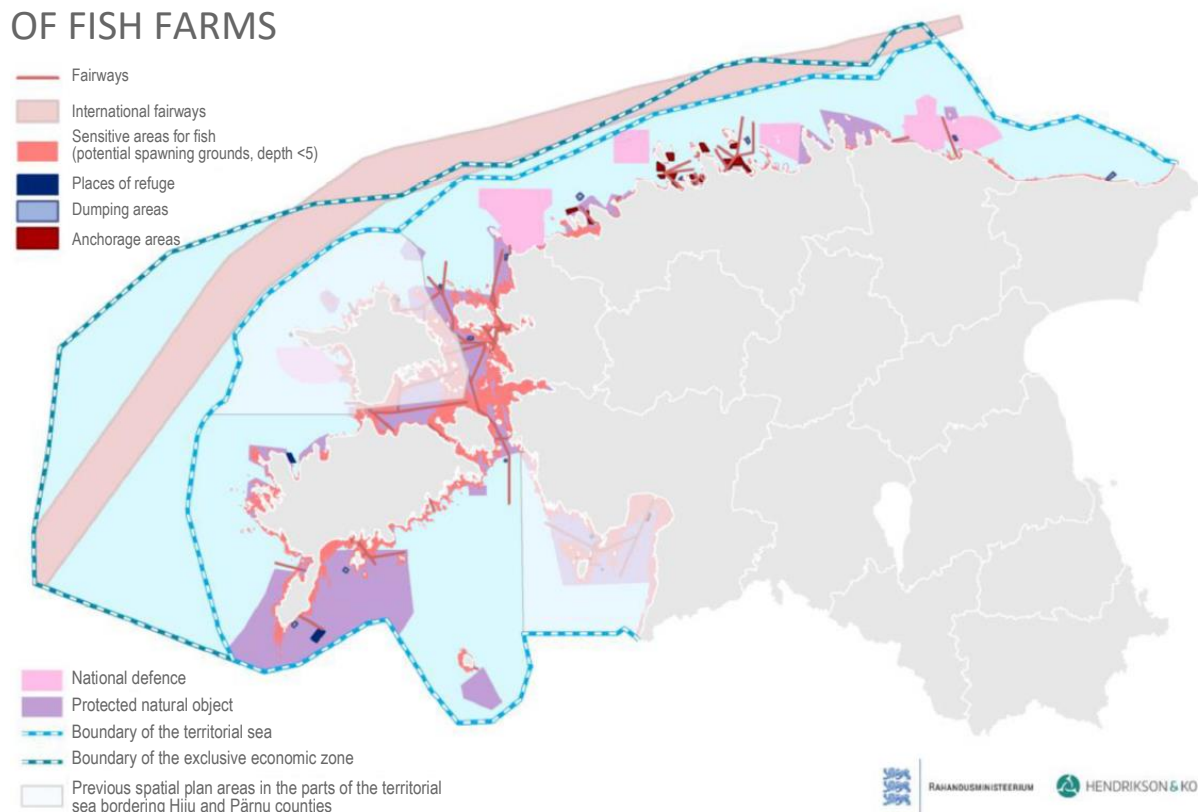 OF FISH FARMS
Fairways
International fairways
Sensitive areas for fish
(potential spawning grounds, depth <5)
Places of refuge
Dumping areas
Anchorage areas
National defence
Protected natural object
Boundary of the territorial sea
Boundary of the exclusive economic zone
Previous spatial plan areas in the parts of the territorial
sea bordering Hiiu and Pärnu counties
RAHANDUSMINISTEERIUM
HENDRIKSON & KO